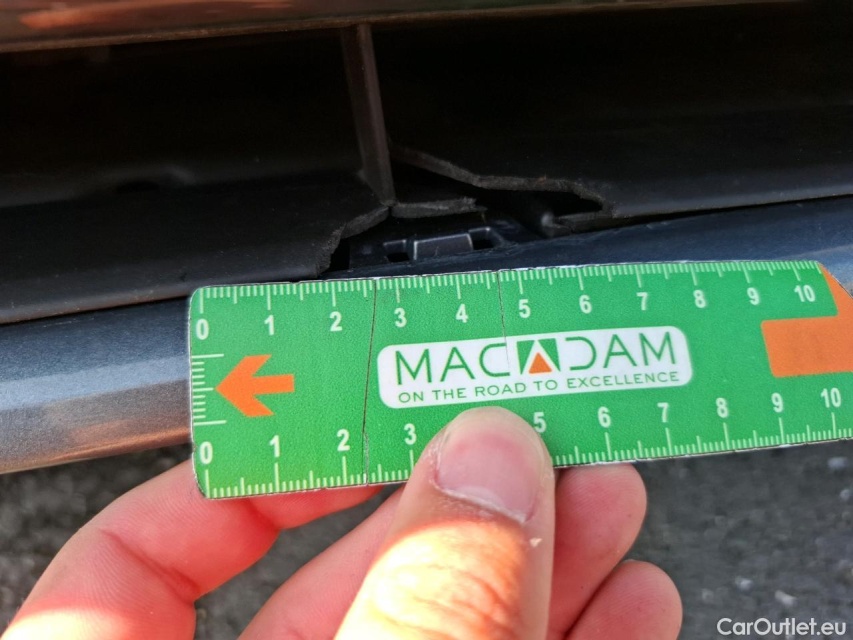 0 1 2 3 4 5 6 7 8 9 10
MACADAM
ON THE ROAD TO EXCELLENCE
0 1 2 3 5 6 7 8 9 10
CarOutlet.eu